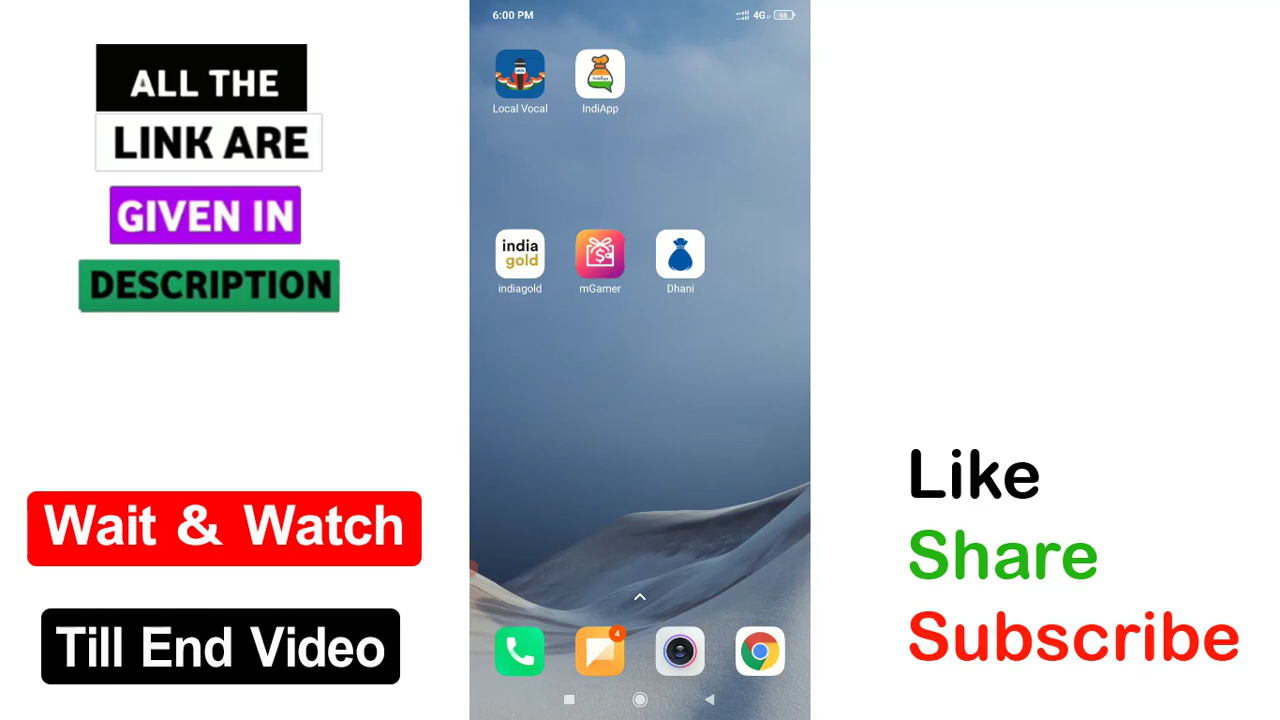 ALL THE
LINK ARE
GIVEN IN
DESCRIPTION
Wait & Watch
Till End Video
6:00 PM
4G
66
Local Vocal
IndiApp
india
gold
indiagold
mGamer
Dhani
4
Like
Share
Subscribe